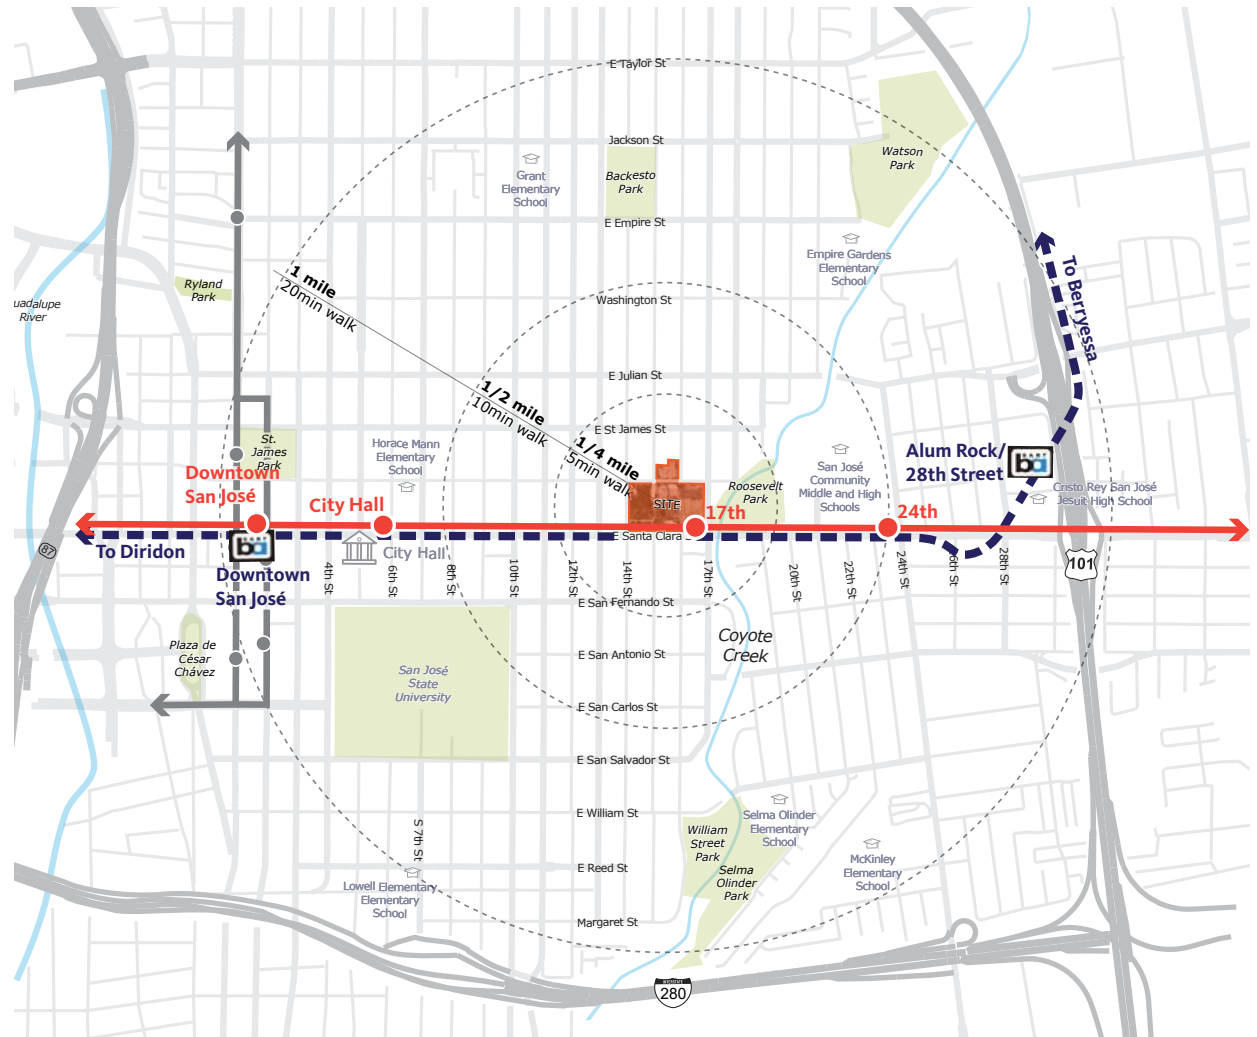 E Taylor St
Jackson St
Watson
Park
Grant
Elementary
School
Backesto
Park
E Empire St
Empire Gardens
Elementary
School
To Berryessa
1 mile
20min walk
Ryland
Park
uadalupe
River
Washington St
E Julian St
1/2 mile
10min walk
E St James St
St.
James
Park
Horace Mann
Elementary
School
1/4 mile
5min walk
Alum Rock/
28th Street
ba
San José
Community
Middle and High
Schools
Roosevelt
Park
Cristo Rey San José
Jesuit High School
Downtown
San José
City Hall
SITE
17th
24th
E Santa Clara
87
To Diridon
ba
City Hall
Downtown
San José
101
4th St
6th St
8th St
10th St
12th St
14th St
17th St
20th St
22th St
24th St
6th St
28th St
E San Fernando St
Coyote
Creek
Plaza de
César
Chávez
San José
State
University
E San Antonio St
E San Carlos St
E San Salvador St
E William St
S 7th St
William
Street
Park
Selma Olinder
Elementary
School
E Reed St
Selma
Olinder
Park
McKinley
Elementary
School
Lowell Elementary
Elementary
School
Margaret St
280